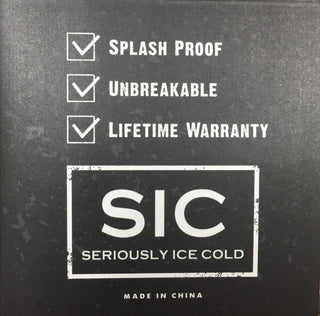 SPLASH PROOF
UNBREAKABLE
LIFETIME WARRANTY
SIC
SERIOUSLY ICE COLD
MADE IN CHINA